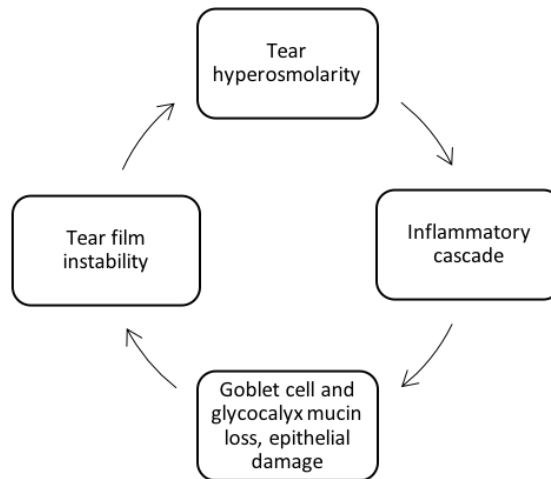 Tear
hyperosmolarity
Inflammatory
cascade
Goblet cell and
glycocalyx mucin
loss, epithelial
damage
Tear film
instability